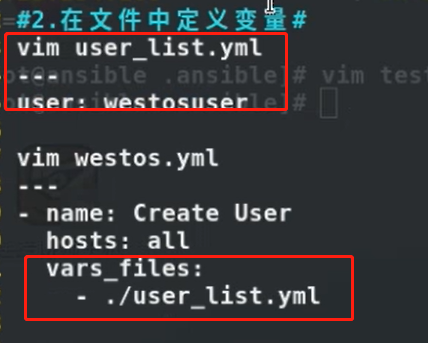 #2.在文件中定义变量#
vim user_list.yml
---
user: westosuser
vim westos.yml
---
- name: Create User
hosts: all
vars_files:
- ./user_list.yml